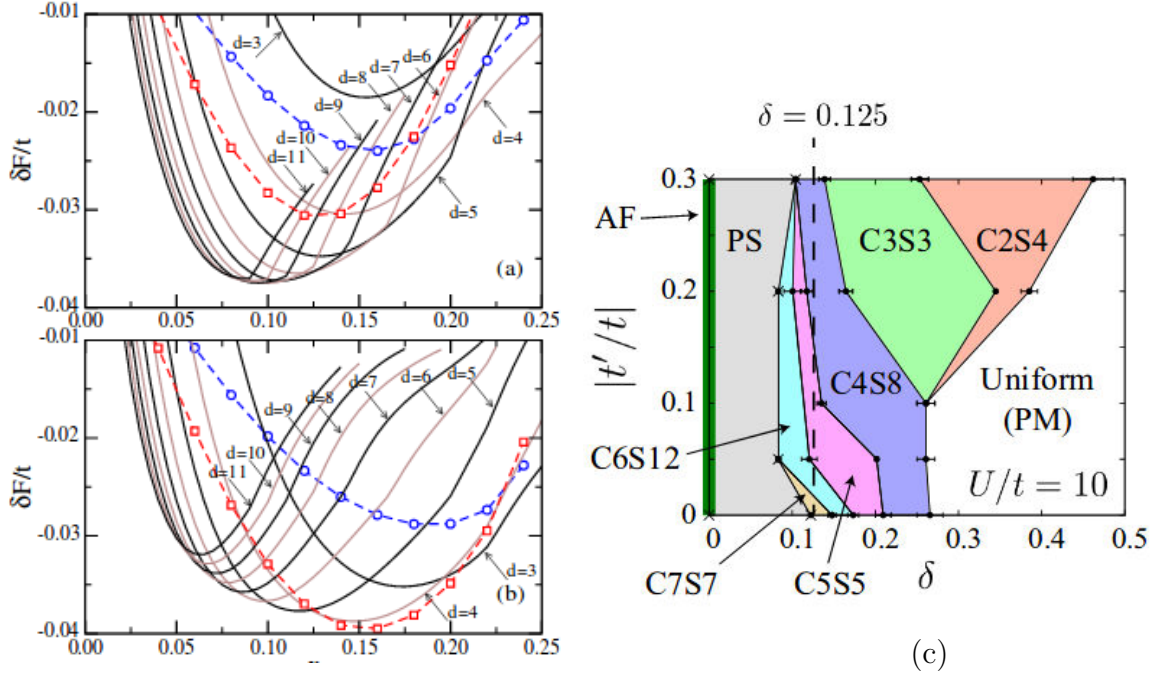 -0.01
-0.02
-0.03
-0.04
δF/t
d=3
d=6
d=7
d=8
d=9
d=10
d=11
d=4
d=5
(a)
0.00 0.05 0.10 0.15 0.20 0.25
-0.01
-0.02
-0.03
-0.04
δF/t
d=5
d=6
d=7
d=8
d=9
d=10
d=11
d=3
d=4
(b)
0.00 0.05 0.10 0.15 0.20 0.25
δ = 0.125
0.3
0.2
0.1
0
|t′/t|
AF
PS
C3S3
C2S4
C4S8
Uniform
(PM)
C6S12
U/t = 10
0 0.1 0.2 0.3 0.4 0.5
C7S7
C5S5
δ
(c)